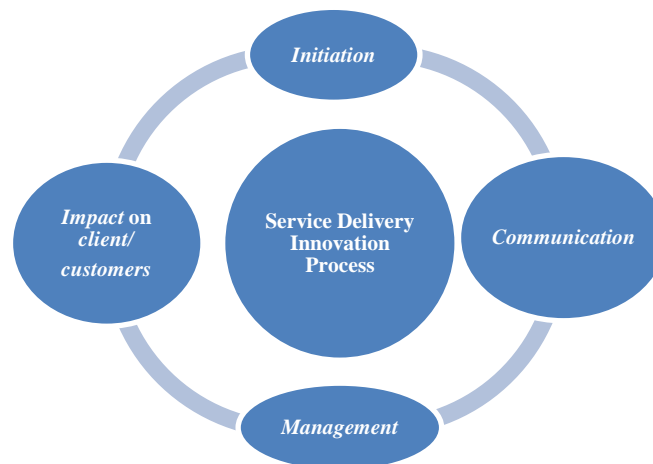 Initiation
Impact on
client/
customers
Service Delivery
Innovation
Process
Communication
Management